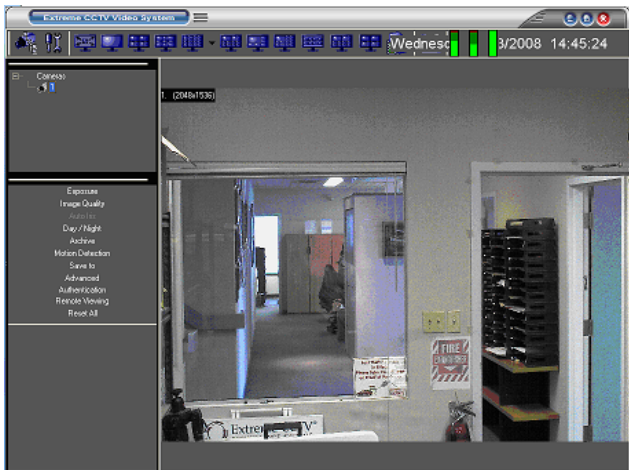 Extreme CCTV Video System
Wednesd 3/2008 14:45:24
Cameras
1
1. (2048x1536)
Exposure
Image Quality
Auto Iris
Day / Night
Archive
Motion Detection
Save to
Advanced
Authentication
Remote Viewing
Reset All
FIRE
Extreme CCTV